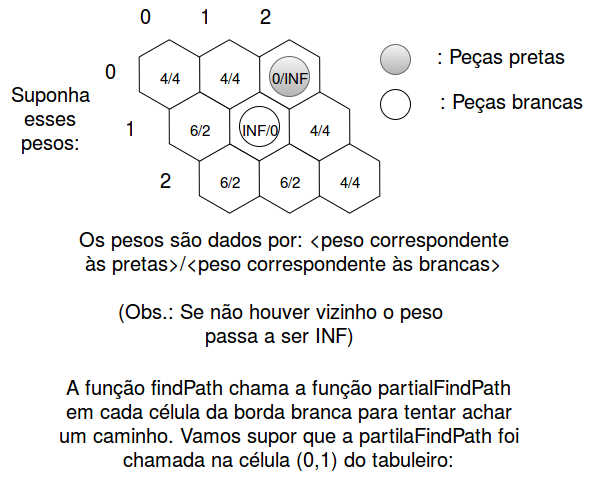 0 1 2
0 4/4 4/4 0/INF
: Peças pretas
: Peças brancas
Suponha
esses
pesos:
1 6/2 INF/0 4/4
2 6/2 6/2 4/4
Os pesos são dados por: <peso correspondente
às pretas>/<peso correspondente às brancas>
(Obs.: Se não houver vizinho o peso
passa a ser INF)
A função findPath chama a função partialFindPath
em cada célula da borda branca para tentar achar
um caminho. Vamos supor que a partilaFindPath foi
chamada na célula (0,1) do tabuleiro: